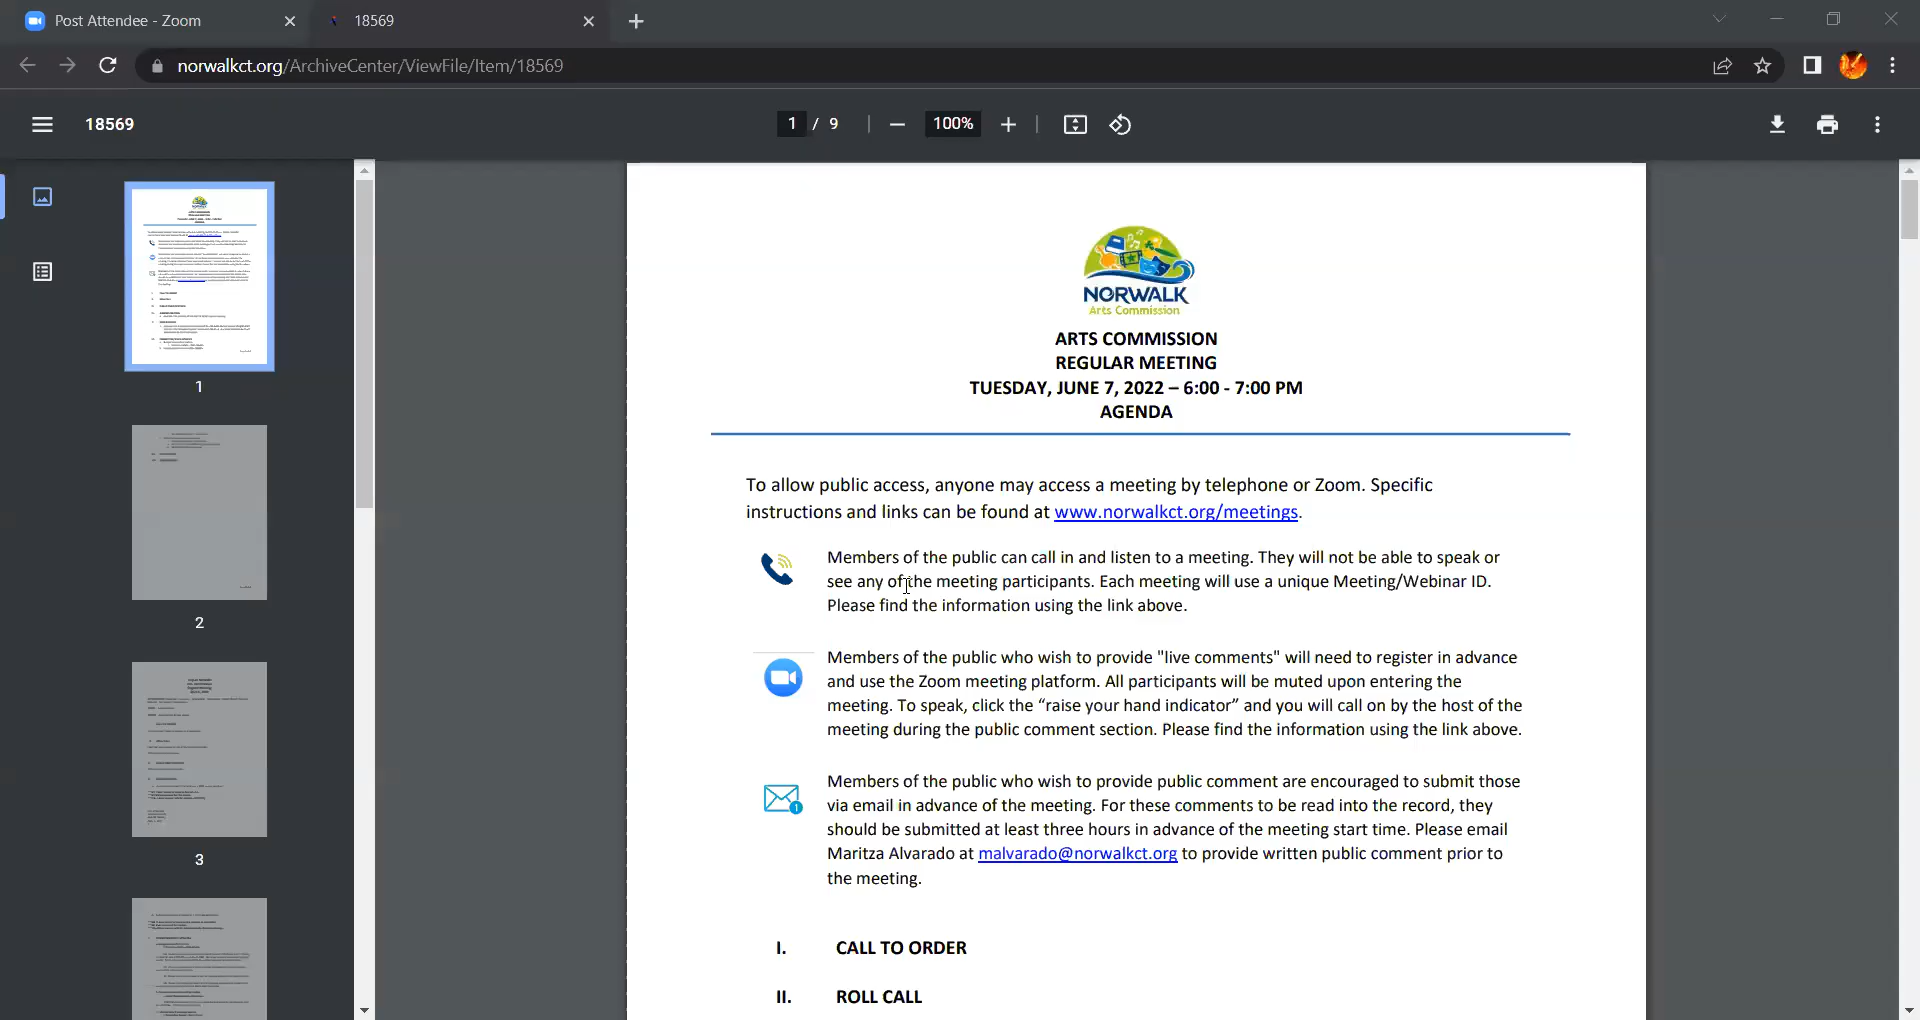 Post Attendee - Zoom
18569
norwalkct.org/ArchiveCenter/ViewFile/Item/18569
18569
1 / 9
100%
1
2
3
NORWALK
Arts Commission
ARTS COMMISSION
REGULAR MEETING
TUESDAY, JUNE 7, 2022 – 6:00 - 7:00 PM
AGENDA
To allow public access, anyone may access a meeting by telephone or Zoom. Specific
instructions and links can be found at www.norwalkct.org/meetings.
Members of the public can call in and listen to a meeting. They will not be able to speak or
see any of the meeting participants. Each meeting will use a unique Meeting/Webinar ID.
Please find the information using the link above.
Members of the public who wish to provide "live comments" will need to register in advance
and use the Zoom meeting platform. All participants will be muted upon entering the
meeting. To speak, click the “raise your hand indicator” and you will call on by the host of the
meeting during the public comment section. Please find the information using the link above.
Members of the public who wish to provide public comment are encouraged to submit those
via email in advance of the meeting. For these comments to be read into the record, they
should be submitted at least three hours in advance of the meeting start time. Please email
Maritza Alvarado at malvarado@norwalkct.org to provide written public comment prior to
the meeting.
I. CALL TO ORDER
II. ROLL CALL